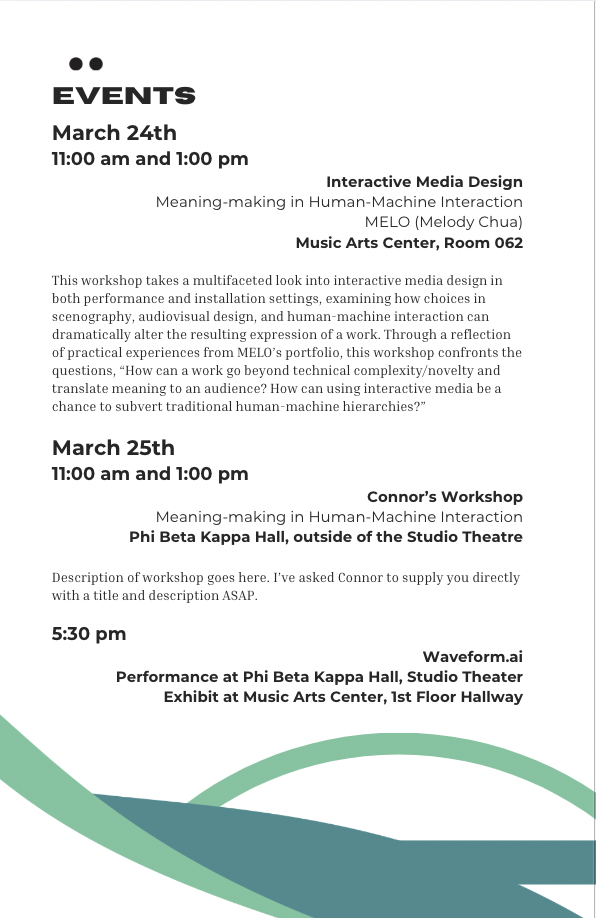 EVENTS
March 24th
11:00 am and 1:00 pm
Interactive Media Design
Meaning-making in Human-Machine Interaction
MELO (Melody Chua)
Music Arts Center, Room 062
This workshop takes a multifaceted look into interactive media design in
both performance and installation settings, examining how choices in
scenography, audiovisual design, and human-machine interaction can
dramatically alter the resulting expression of a work. Through a reflection
of practical experiences from MELO's portfolio, this workshop confronts the
questions, “How can a work go beyond technical complexity/novelty and
translate meaning to an audience? How can using interactive media be a
chance to subvert traditional human-machine hierarchies?”
March 25th
11:00 am and 1:00 pm
Connor’s Workshop
Meaning-making in Human-Machine Interaction
Phi Beta Kappa Hall, outside of the Studio Theatre
Description of workshop goes here. I've asked Connor to supply you directly
with a title and description ASAP.
5:30 pm
Waveform.ai
Performance at Phi Beta Kappa Hall, Studio Theater
Exhibit at Music Arts Center, 1st Floor Hallway